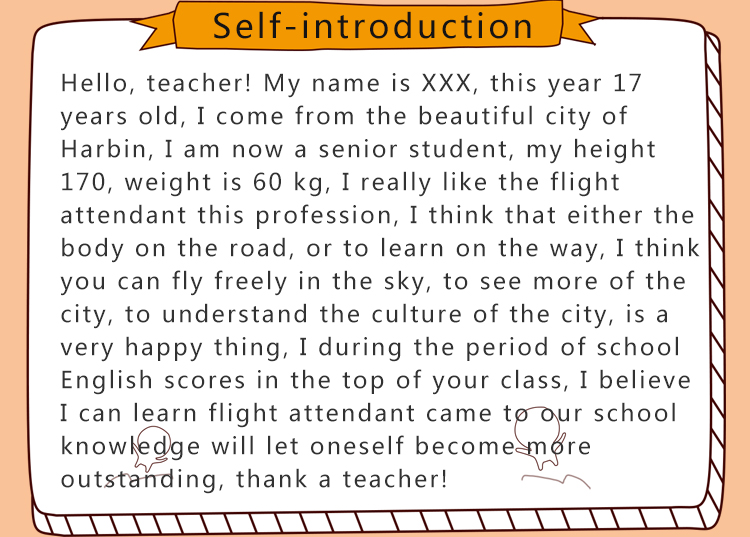 Self-introduction
Hello, teacher! My name is XXX, this year 17
years old, I come from the beautiful city of
Harbin, I am now a senior student, my height
170, weight is 60 kg, I really like the flight
attendant this profession, I think that either the
body on the road, or to learn on the way, I think
you can fly freely in the sky, to see more of the
city, to understand the culture of the city, is a
very happy thing, I during the period of school
English scores in the top of your class, I believe
I can learn flight attendant came to our school
knowledge will let oneself become more
outstanding, thank a teacher!